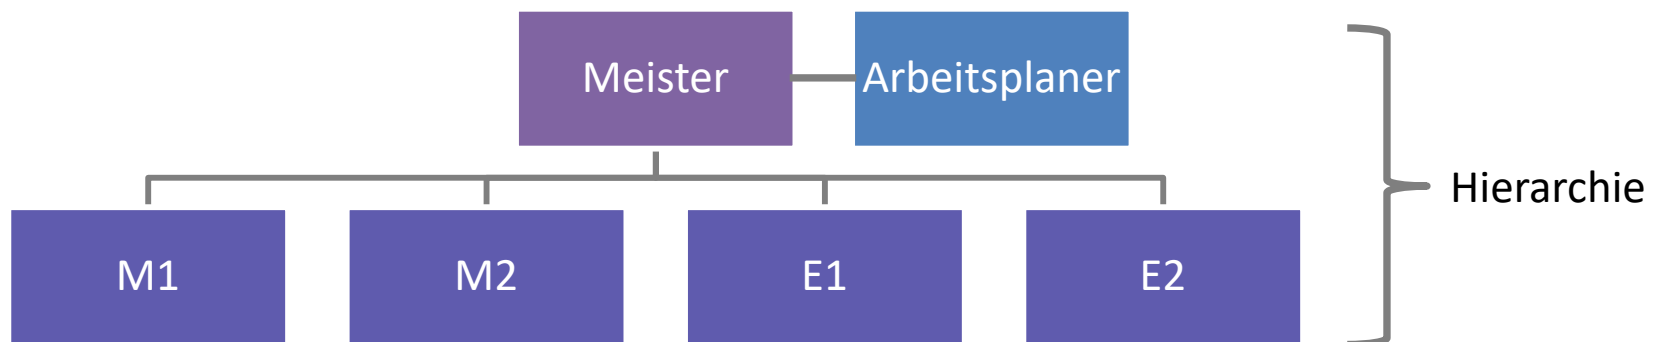 Meister
Arbeitsplaner
Hierarchie
M1
M2
E1
E2